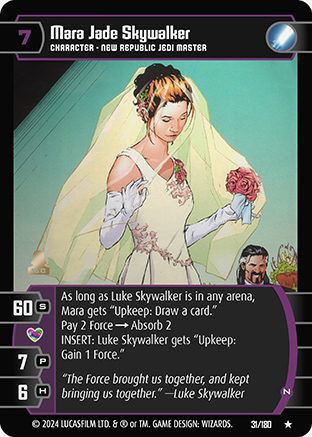 7 Mara Jade Skywalker
CHARACTER - NEW REPUBLIC JEDI MASTER
60 S
As long as Luke Skywalker is in any arena,
Mara gets “Upkeep: Draw a card.”
Pay 2 Force → Absorb 2
INSERT: Luke Skywalker gets “Upkeep:
Gain 1 Force.”
7 P
6 H
“The Force brought us together, and kept
bringing us together.” —Luke Skywalker
N
© 2024 LUCASFILM LTD. & ® or TM. GAME DESIGN: WIZARDS. 31/180 ★